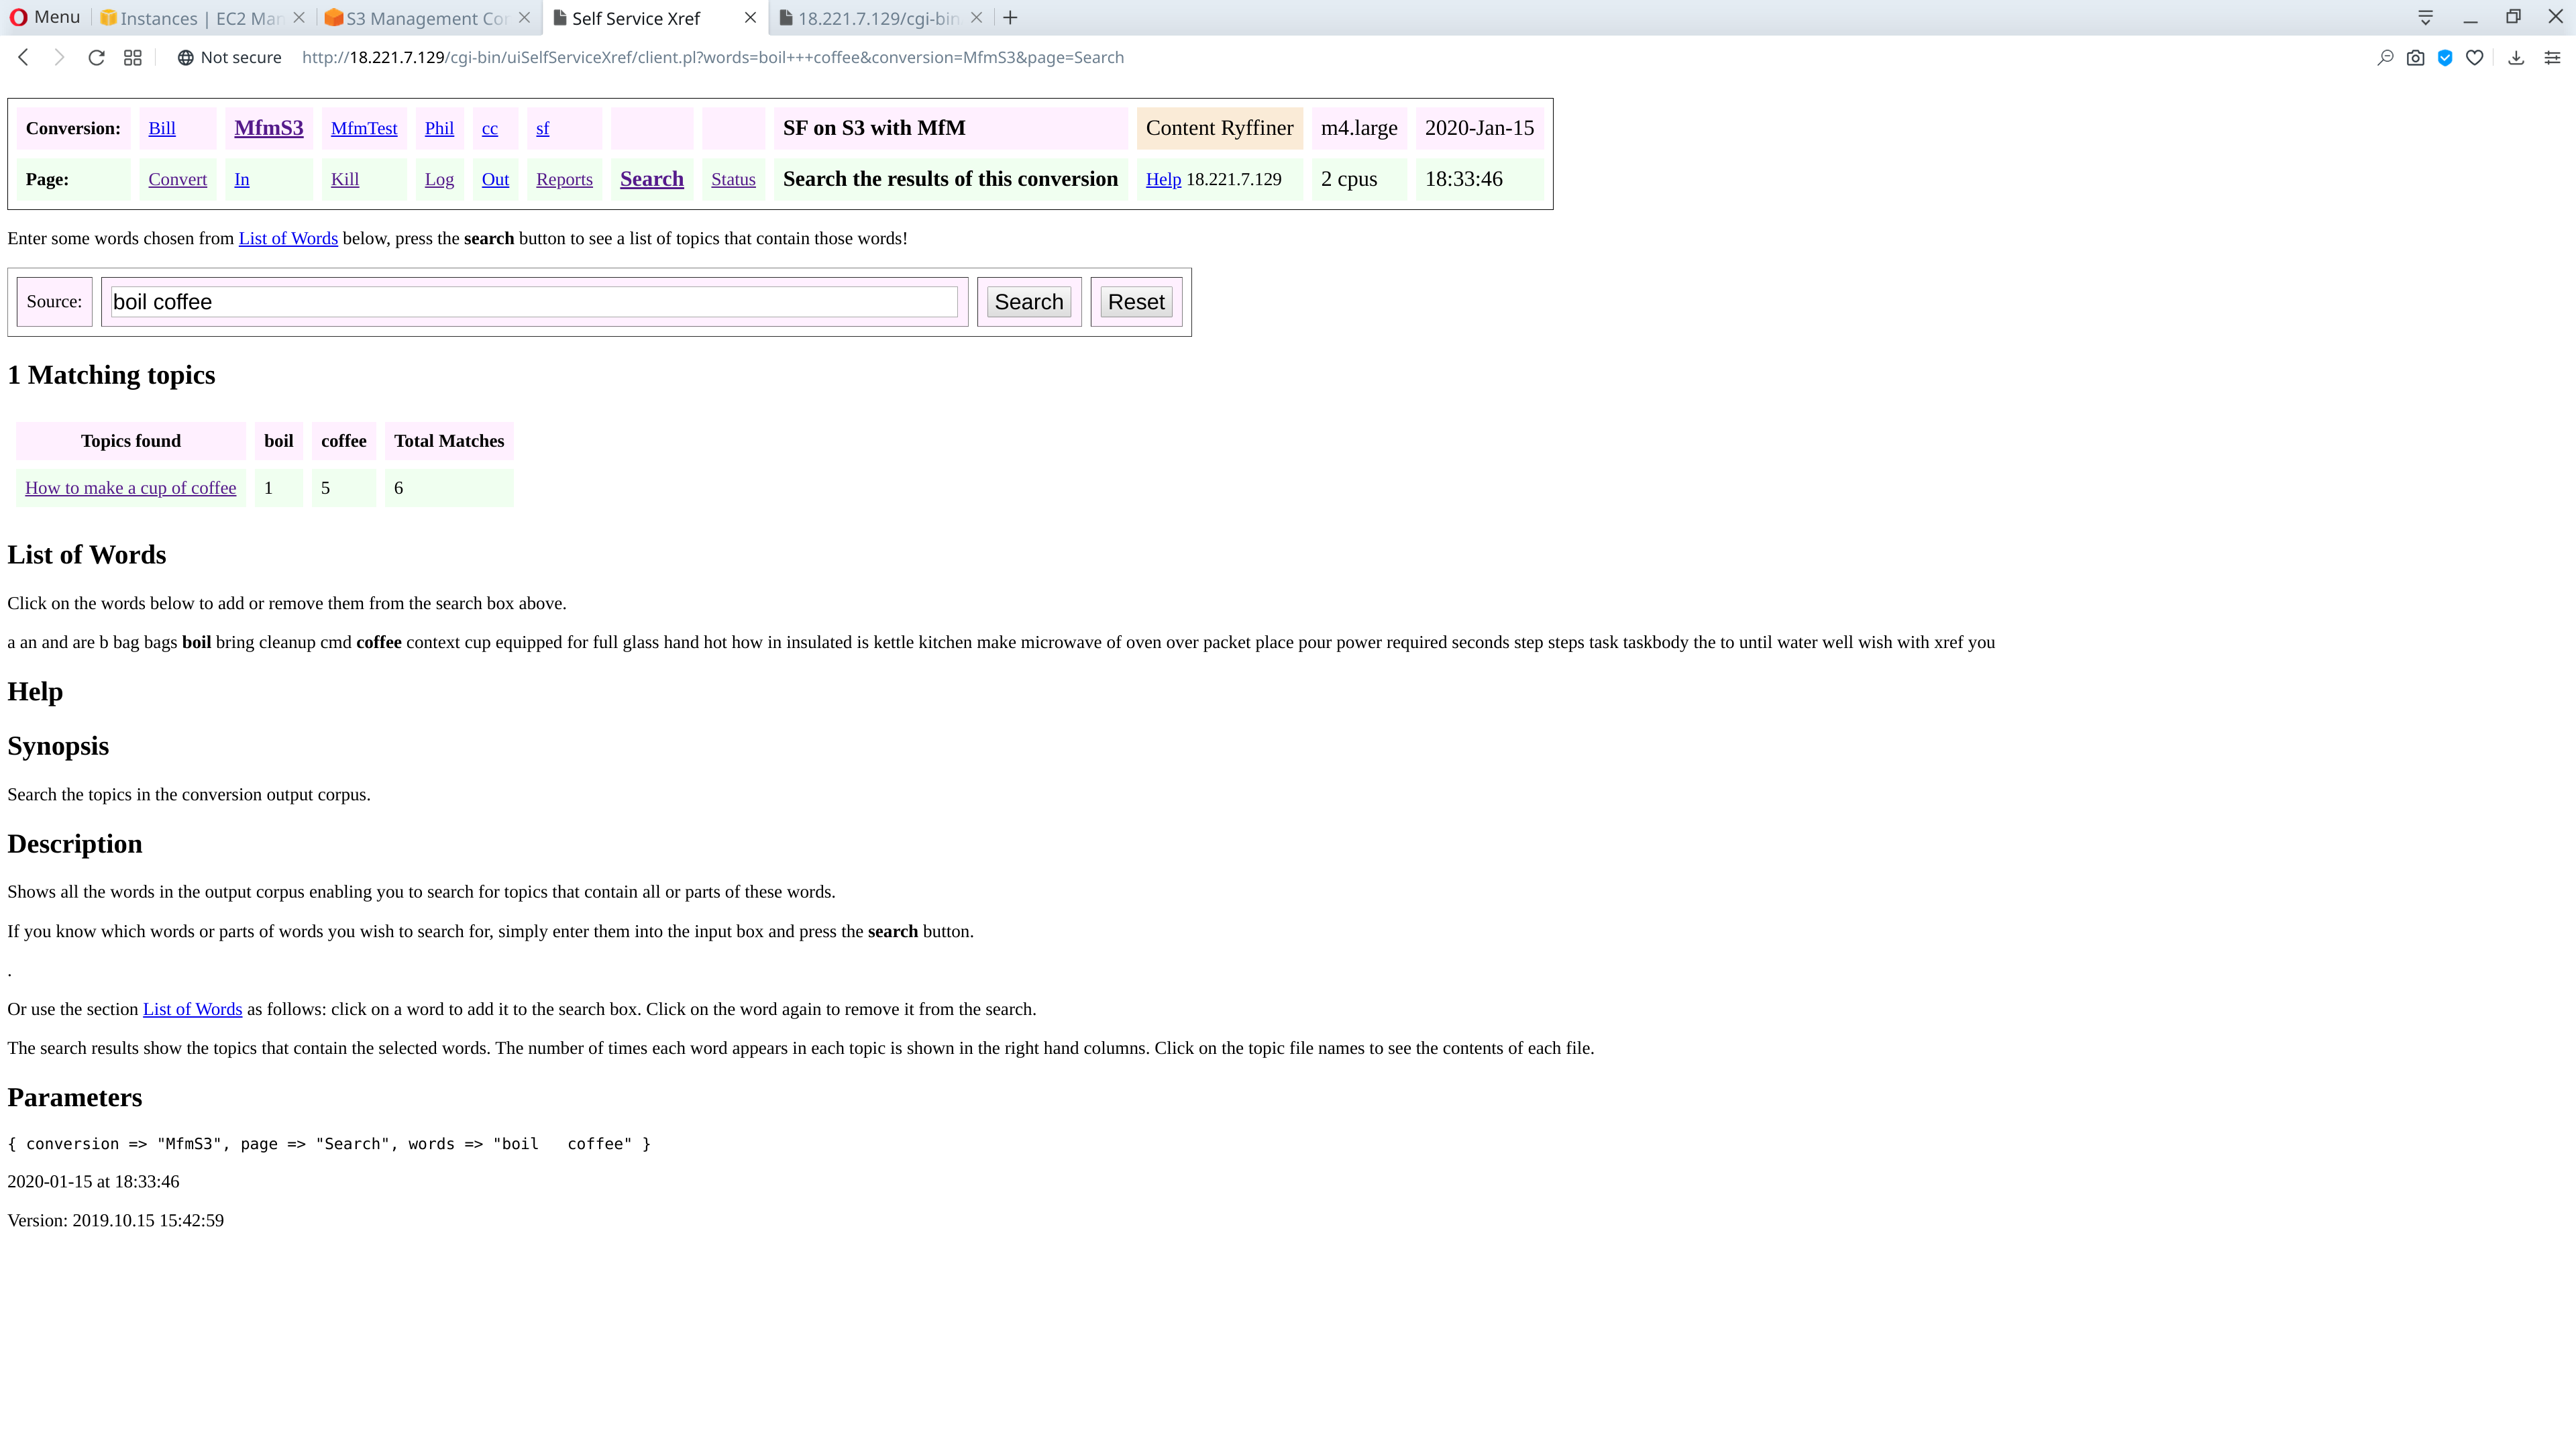 Menu Instances | EC2 Man S3 Management Con Self Service Xref 18.221.7.129/cgi-bin
Not secure http://18.221.7.129/cgi-bin/uiSelfServiceXref/client.pl?words=boil+++coffee&conversion=MfmS3&page=Search
Conversion: Bill MfmS3 MfmTest Phil cc sf SF on S3 with MfM Content Ryffiner m4.large 2020-Jan-15
Page: Convert In Kill Log Out Reports Search Status Search the results of this conversion Help 18.221.7.129 2 cpus 18:33:46
Enter some words chosen from List of Words below, press the search button to see a list of topics that contain those words!
Source: boil coffee Search Reset
1 Matching topics
Topics found boil coffee Total Matches
How to make a cup of coffee 1 5 6
List of Words
Click on the words below to add or remove them from the search box above.
a an and are b bag bags boil bring cleanup cmd coffee context cup equipped for full glass hand hot how in insulated is kettle kitchen make microwave of oven over packet place pour power required seconds step steps task taskbody the to until water well wish with xref you
Help
Synopsis
Search the topics in the conversion output corpus.
Description
Shows all the words in the output corpus enabling you to search for topics that contain all or parts of these words.
If you know which words or parts of words you wish to search for, simply enter them into the input box and press the search button.
.
Or use the section List of Words as follows: click on a word to add it to the search box. Click on the word again to remove it from the search.
The search results show the topics that contain the selected words. The number of times each word appears in each topic is shown in the right hand columns. Click on the topic file names to see the contents of each file.
Parameters
{ conversion => "MfmS3", page => "Search", words => "boil   coffee" }
2020-01-15 at 18:33:46
Version: 2019.10.15 15:42:59